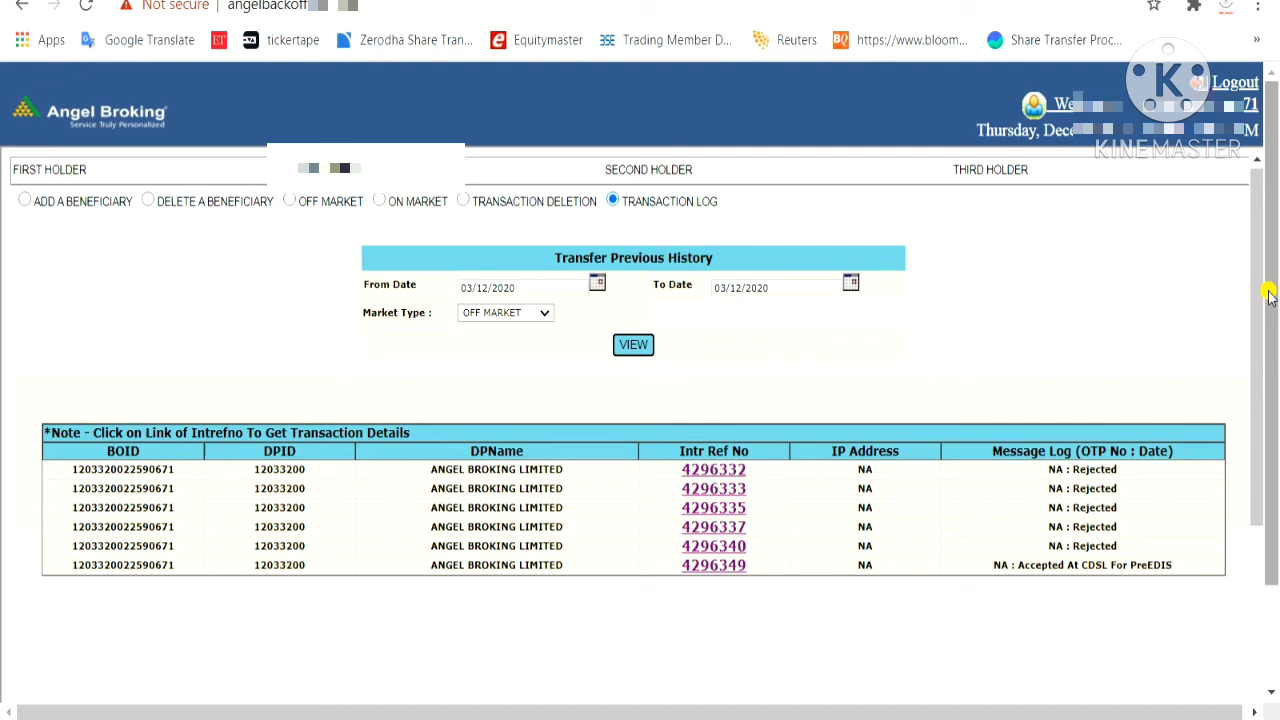 Not secure | angelbackoff
Apps Google Translate ET tickertape Zerodha Share Tran... Equitymaster Trading Member D... Reuters BQ https://www.bloom... Share Transfer Proc... »
K
Logout
Angel Broking
Service Truly Personalized
We 71
Thursday, Dece M
KINEMASTER
FIRST HOLDER SECOND HOLDER THIRD HOLDER
ADD A BENEFICIARY DELETE A BENEFICIARY OFF MARKET ON MARKET TRANSACTION DELETION TRANSACTION LOG
Transfer Previous History
From Date 03/12/2020 To Date 03/12/2020
Market Type : OFF MARKET
VIEW
*Note - Click on Link of Intrefno To Get Transaction Details
BOID DPID DPName Intr Ref No IP Address Message Log (OTP No : Date)
1203320022590671 12033200 ANGEL BROKING LIMITED 4296332 NA NA : Rejected
1203320022590671 12033200 ANGEL BROKING LIMITED 4296333 NA NA : Rejected
1203320022590671 12033200 ANGEL BROKING LIMITED 4296335 NA NA : Rejected
1203320022590671 12033200 ANGEL BROKING LIMITED 4296337 NA NA : Rejected
1203320022590671 12033200 ANGEL BROKING LIMITED 4296340 NA NA : Rejected
1203320022590671 12033200 ANGEL BROKING LIMITED 4296349 NA NA : Accepted At CDSL For PreEDIS